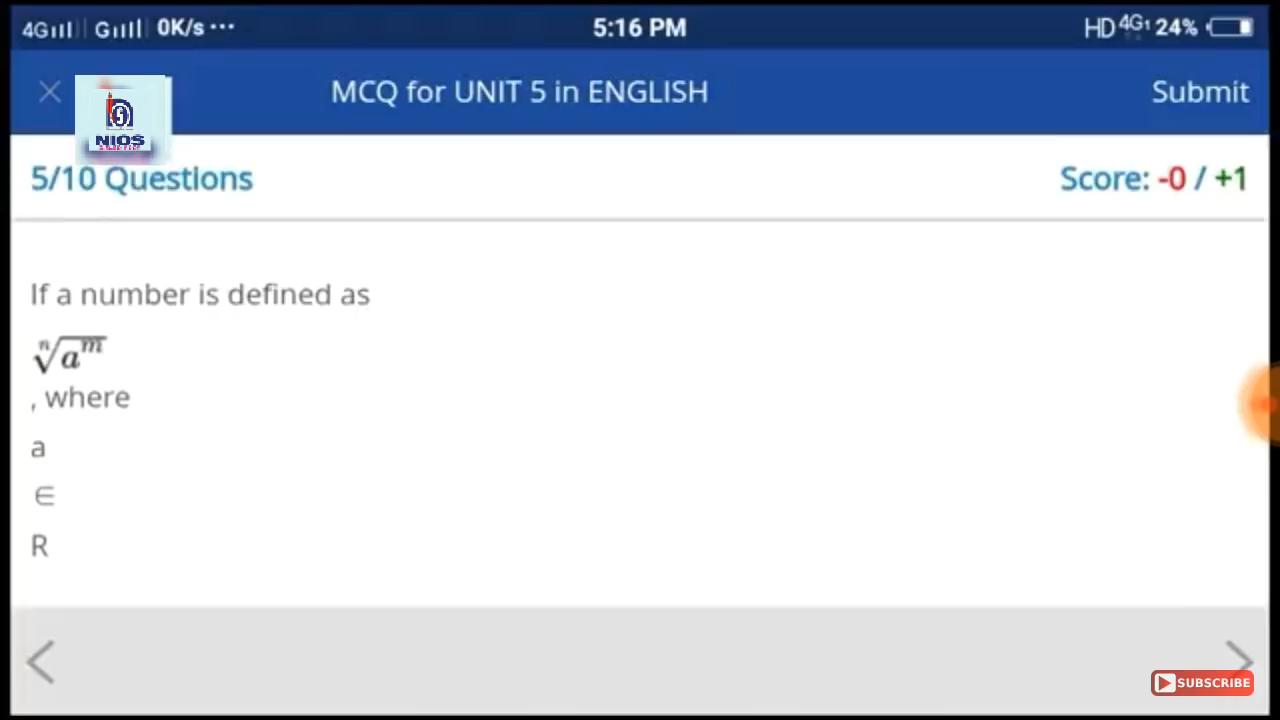 4G G 0K/s ··· 5:16 PM HD 4G 24%
MCQ for UNIT 5 in ENGLISH Submit
NIOS
5/10 Questions Score: -0 / +1
If a number is defined as
ⁿ√aᵐ
, where
a
∈
R
SUBSCRIBE